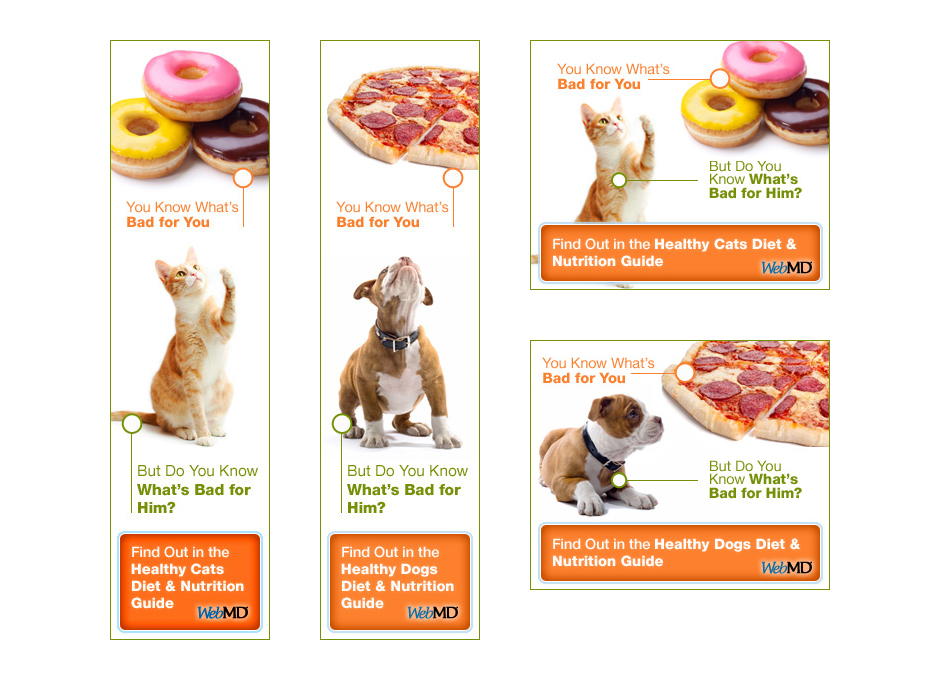 You Know What's
Bad for You
But Do You Know
What's Bad for
Him?
Find Out in the
Healthy Cats
Diet & Nutrition
Guide
WebMD
You Know What's
Bad for You
But Do You Know
What's Bad for
Him?
Find Out in the
Healthy Dogs
Diet & Nutrition
Guide
WebMD
You Know What's
Bad for You
But Do You
Know What's
Bad for Him?
Find Out in the Healthy Cats Diet &
Nutrition Guide
WebMD
You Know What's
Bad for You
But Do You
Know What's
Bad for Him?
Find Out in the Healthy Dogs Diet &
Nutrition Guide
WebMD